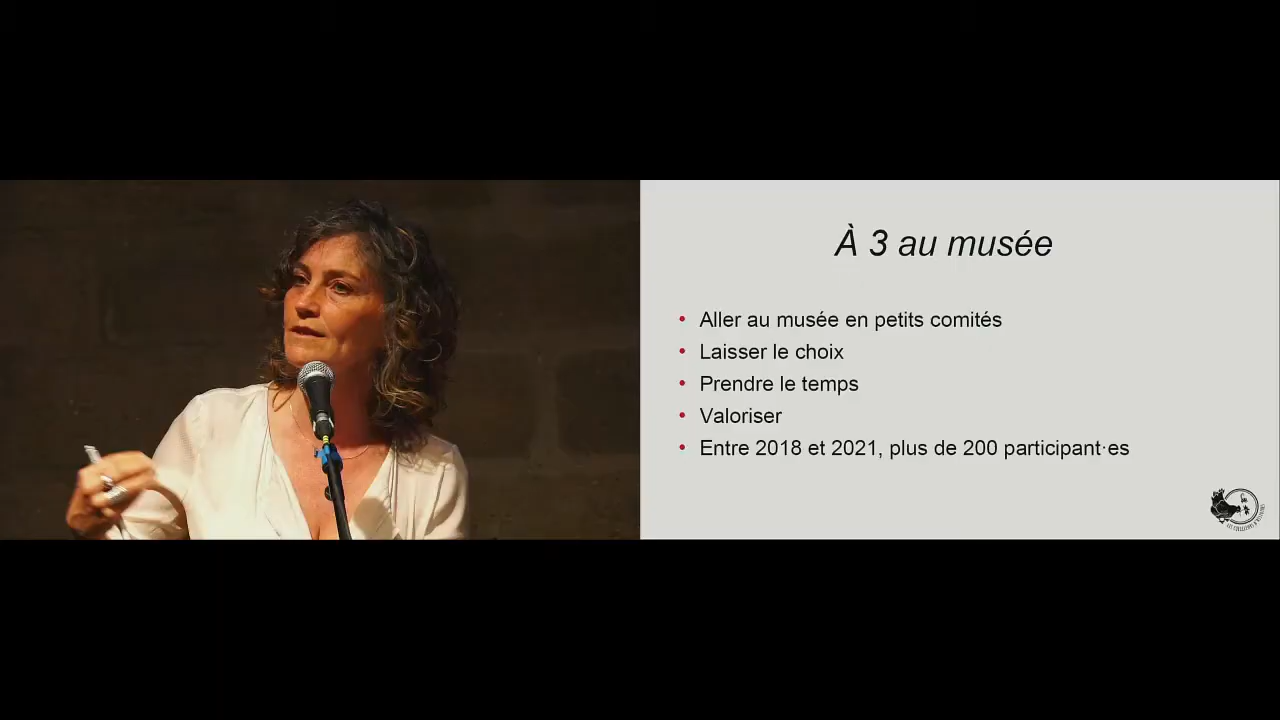 À 3 au musée
Aller au musée en petits comités
Laisser le choix
Prendre le temps
Valoriser
Entre 2018 et 2021, plus de 200 participant·es